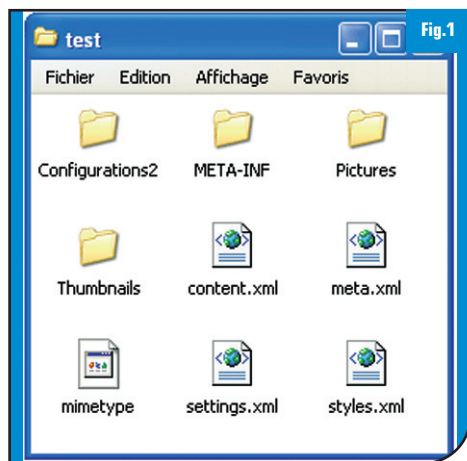 Fig.1
test
Fichier Edition Affichage Favoris
Configurations2 META-INF Pictures
Thumbnails content.xml meta.xml
mimetype settings.xml styles.xml